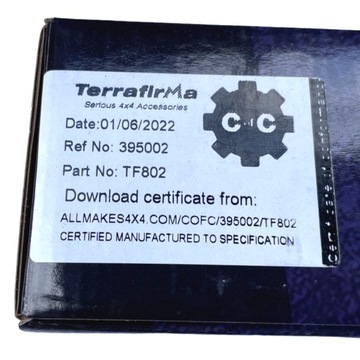 TerrafirMa
Serious 4x4 Accessories
Date:01/06/2022
CoC
Ref No: 395002
Part No: TF802
Download certificate from:
ALLMAKES4X4.COM/COFC/395002/TF802
CERTIFIED MANUFACTURED TO SPECIFICATION